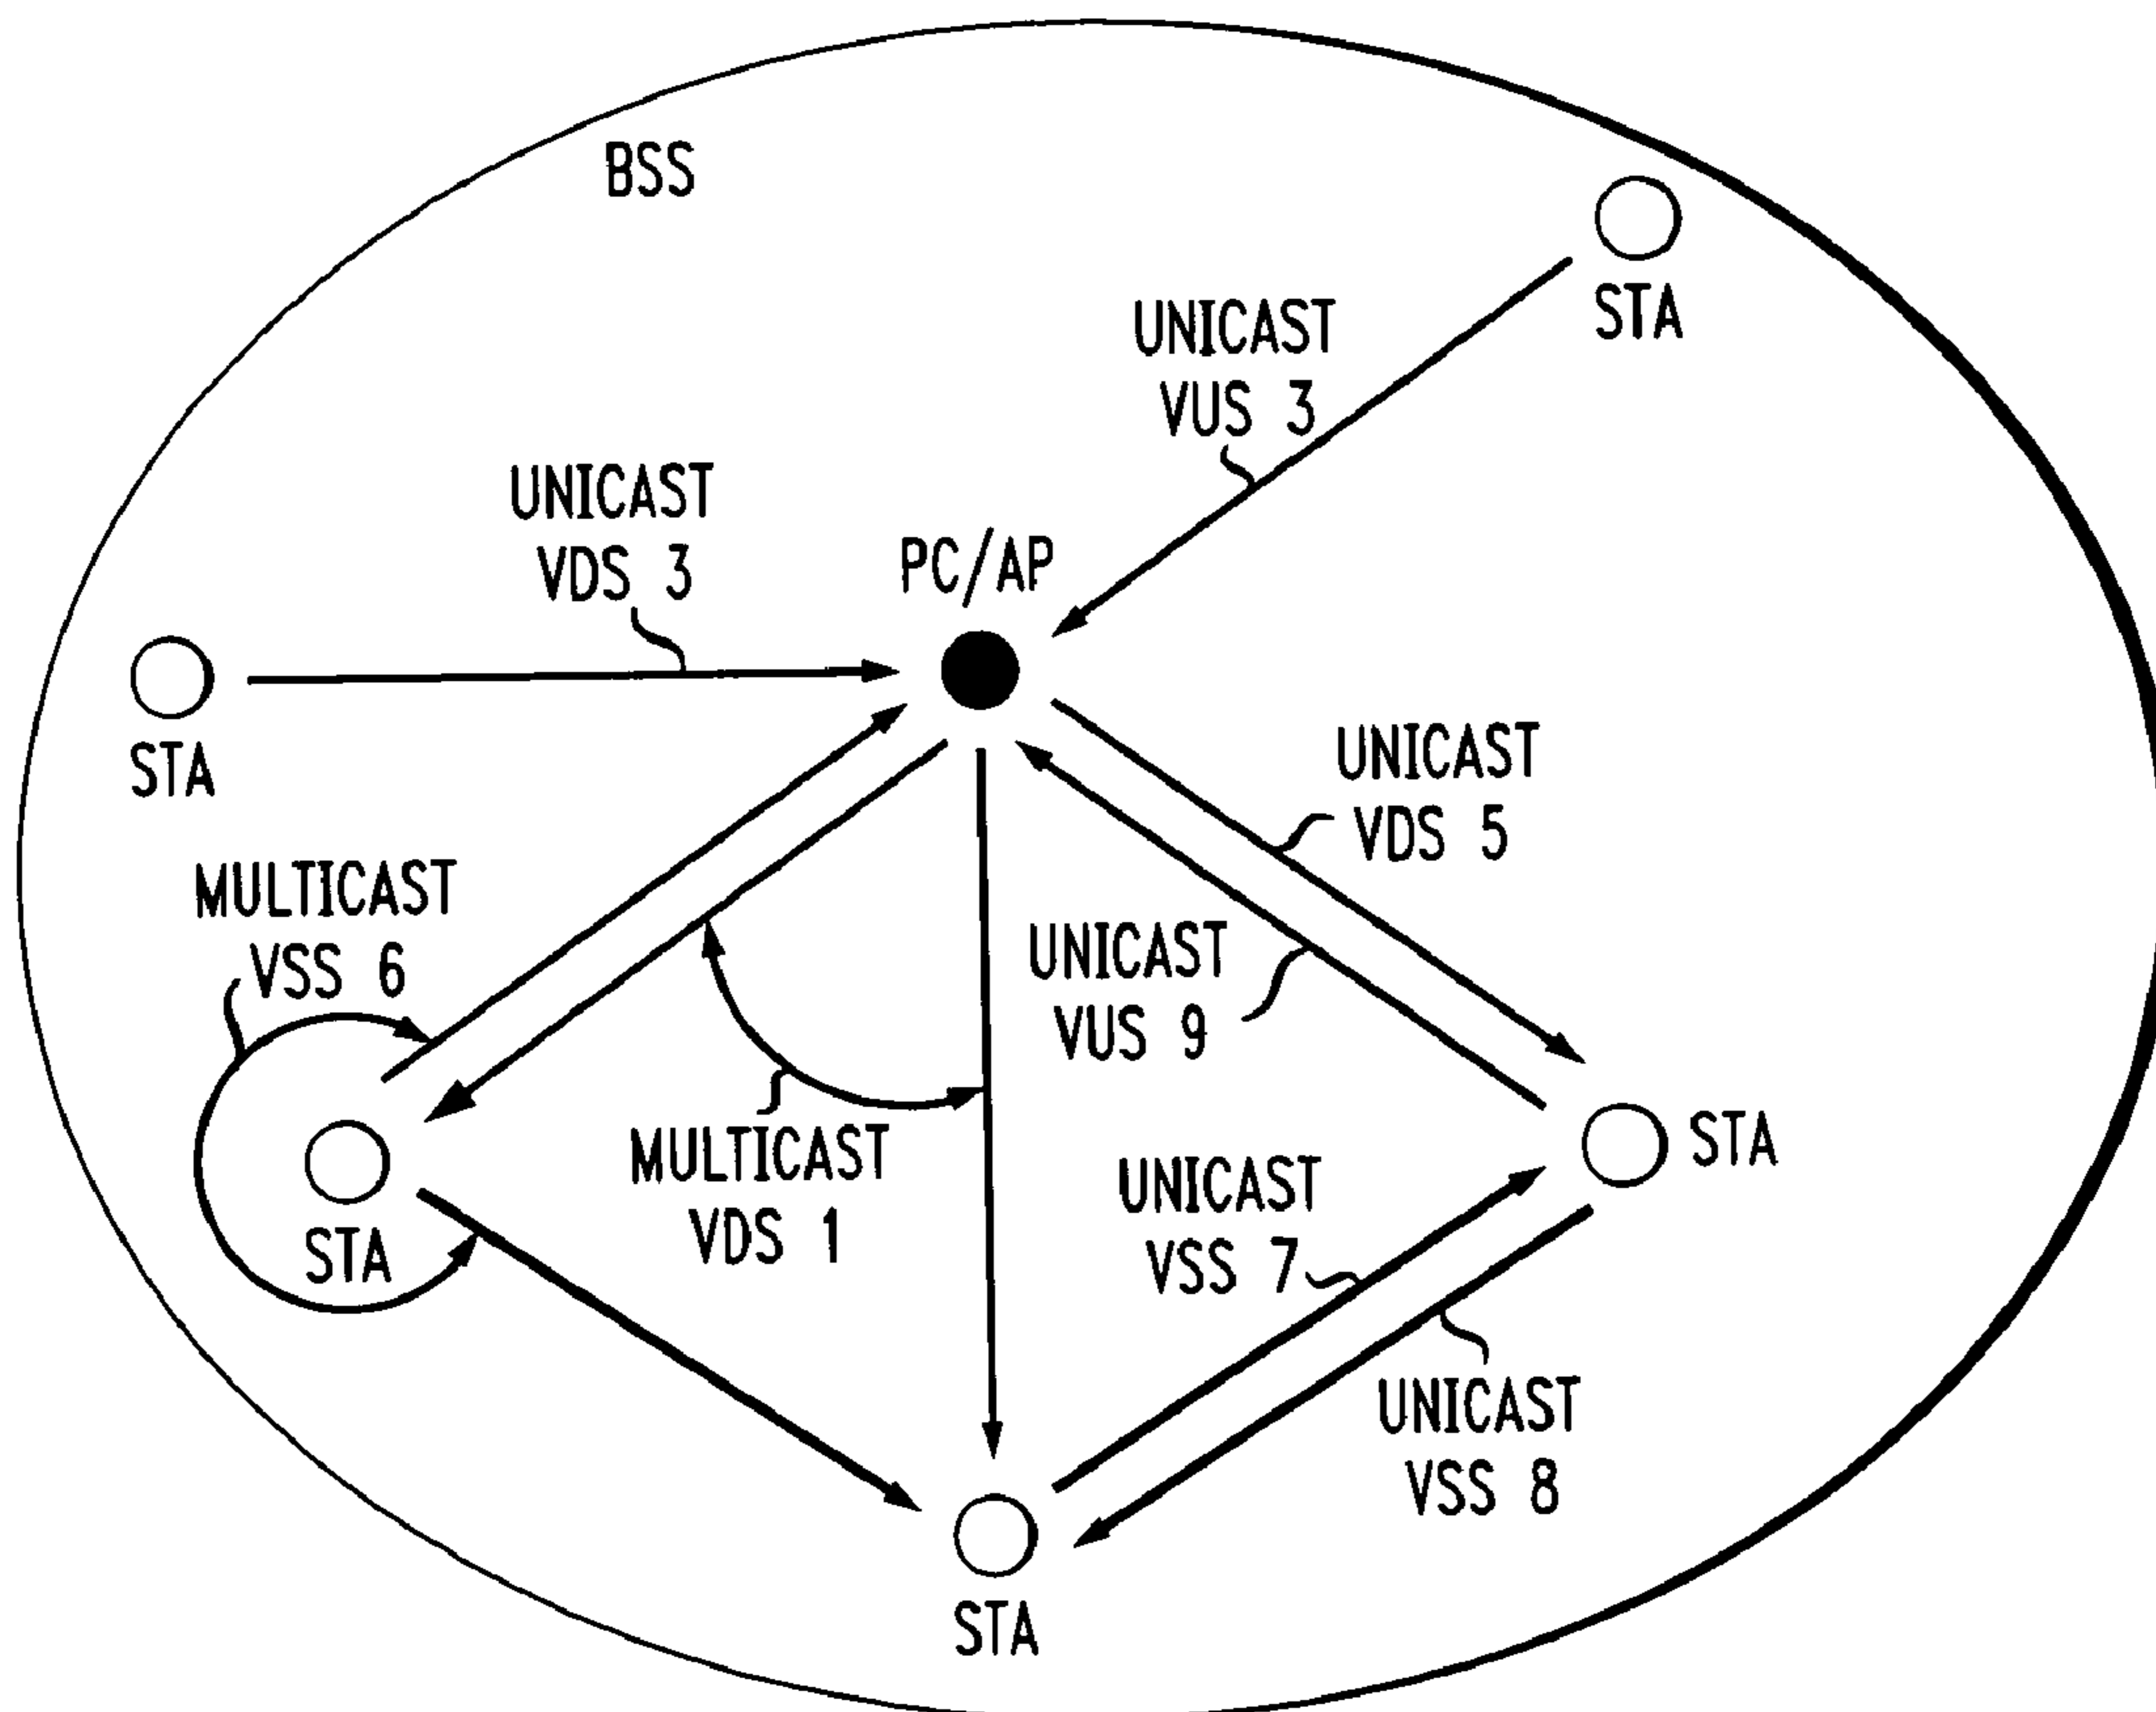 BSS
STA
UNICAST
VUS 3
UNICAST
VDS 3
PC/AP
STA
UNICAST
VDS 5
MULTICAST
VSS 6
UNICAST
VUS 9
STA
MULTICAST
VDS 1
UNICAST
VSS 7
STA
UNICAST
VSS 8
STA